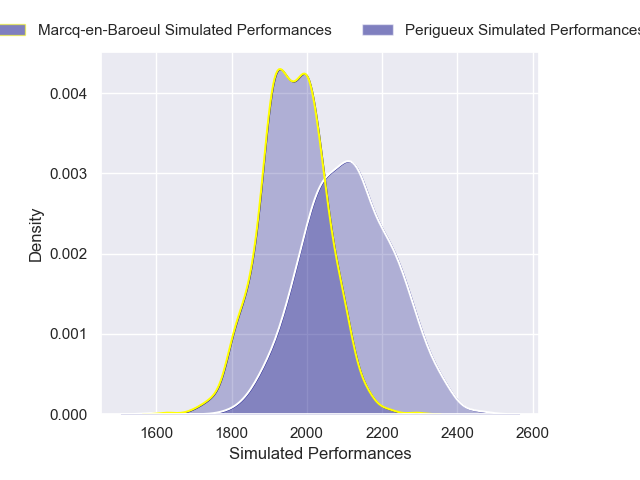 Marcq-en-Baroeul Simulated Performances Perigueux Simulated Performances
0.004
0.003
0.002
0.001
0.000
Density
1600 1800 2000 2200 2400 2600
Simulated Performances